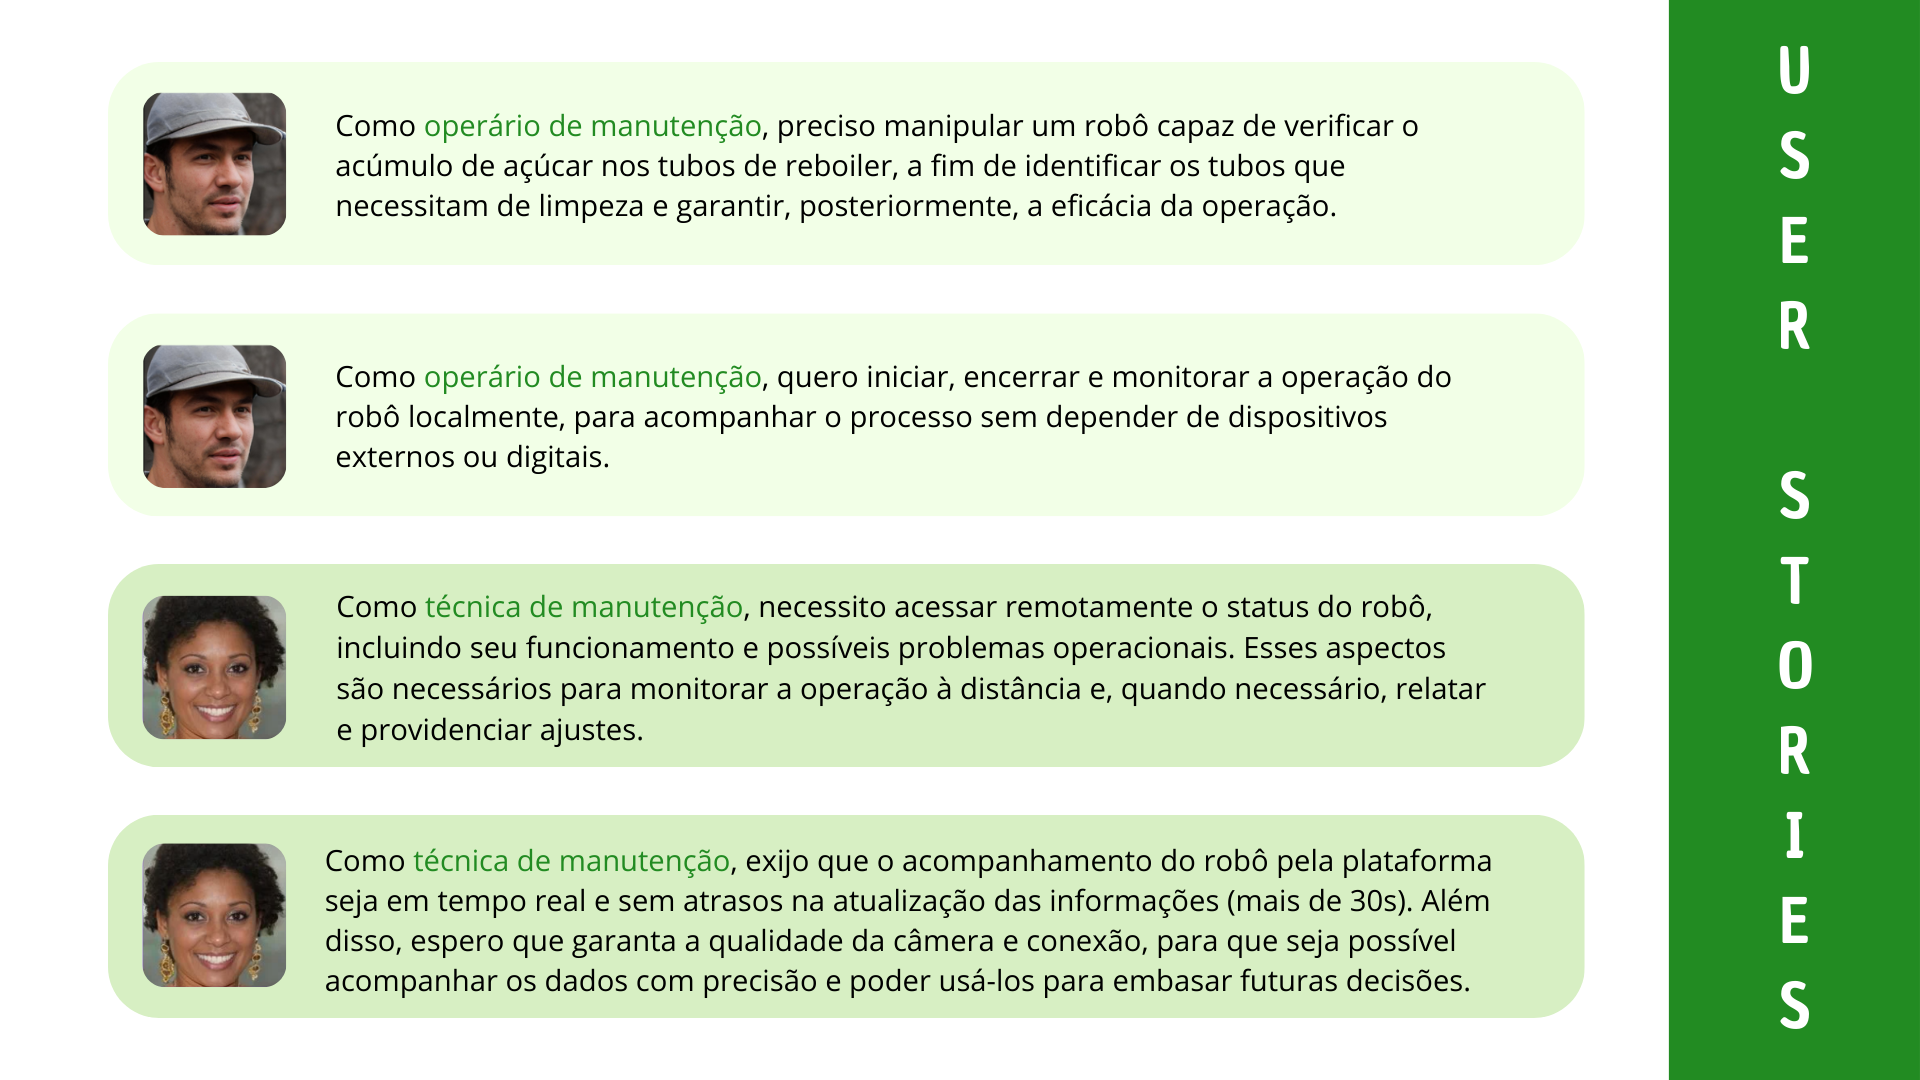 Como operário de manutenção, preciso manipular um robô capaz de verificar o
acúmulo de açúcar nos tubos de reboiler, a fim de identificar os tubos que
necessitam de limpeza e garantir, posteriormente, a eficácia da operação.
Como operário de manutenção, quero iniciar, encerrar e monitorar a operação do
robô localmente, para acompanhar o processo sem depender de dispositivos
externos ou digitais.
Como técnica de manutenção, necessito acessar remotamente o status do robô,
incluindo seu funcionamento e possíveis problemas operacionais. Esses aspectos
são necessários para monitorar a operação à distância e, quando necessário, relatar
e providenciar ajustes.
Como técnica de manutenção, exijo que o acompanhamento do robô pela plataforma
seja em tempo real e sem atrasos na atualização das informações (mais de 30s). Além
disso, espero que garanta a qualidade da câmera e conexão, para que seja possível
acompanhar os dados com precisão e poder usá-los para embasar futuras decisões.
USER STORIES